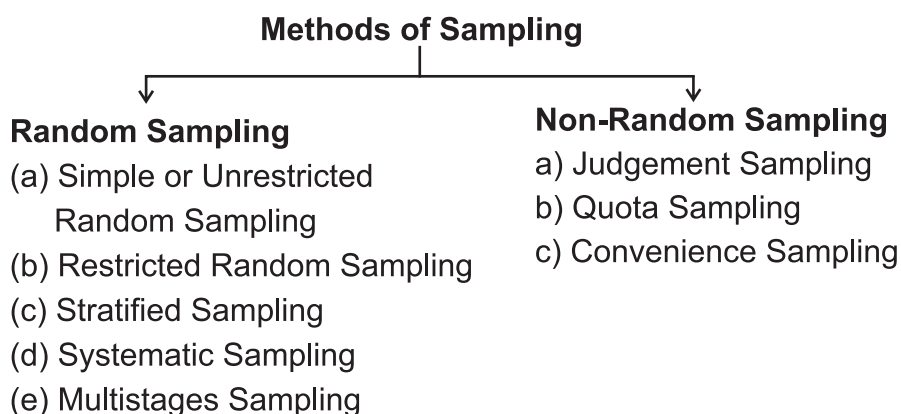 Methods of Sampling
Random Sampling
(a) Simple or Unrestricted
Random Sampling
(b) Restricted Random Sampling
(c) Stratified Sampling
(d) Systematic Sampling
(e) Multistages Sampling
Non-Random Sampling
a) Judgement Sampling
b) Quota Sampling
c) Convenience Sampling